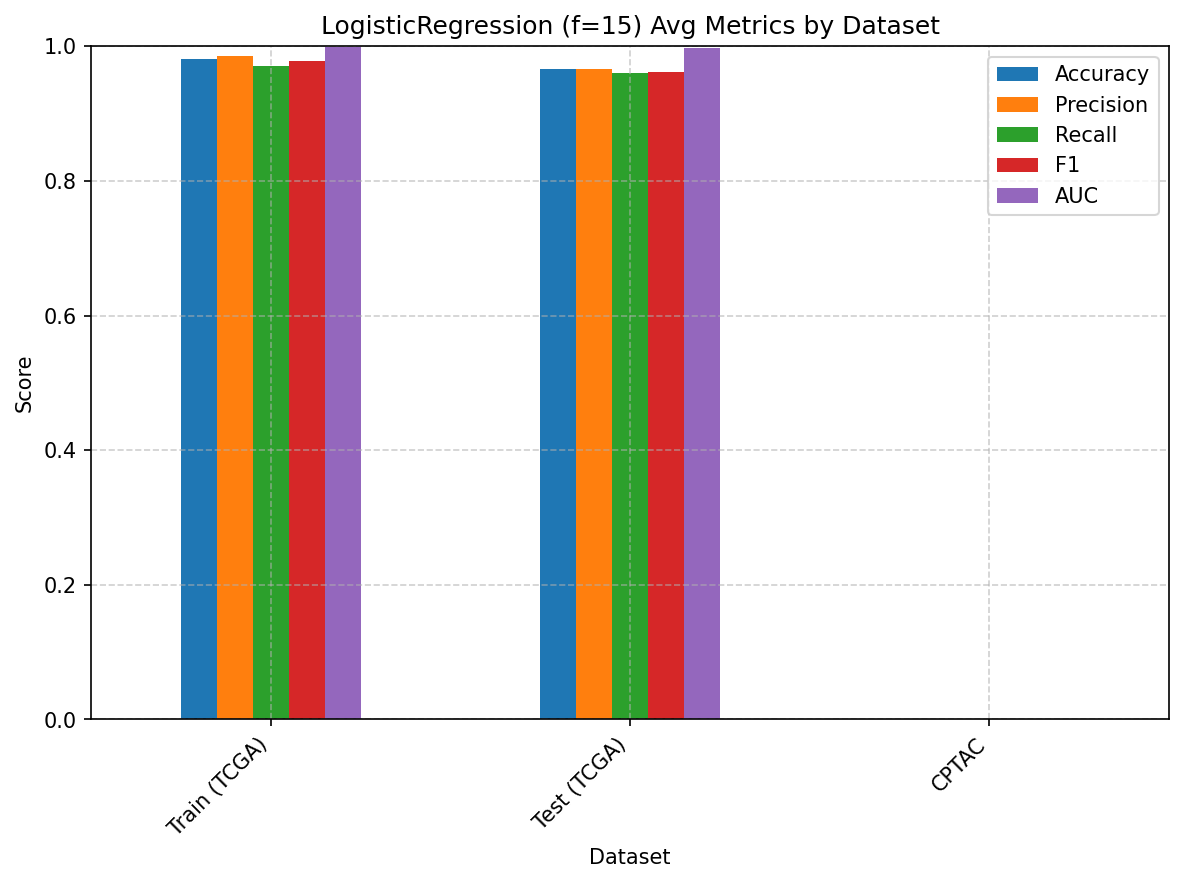 LogisticRegression (f=15) Avg Metrics by Dataset
1.0
0.8
0.6
0.4
0.2
0.0
Score
Accuracy
Precision
Recall
F1
AUC
Train (TCGA)
Test (TCGA)
CPTAC
Dataset